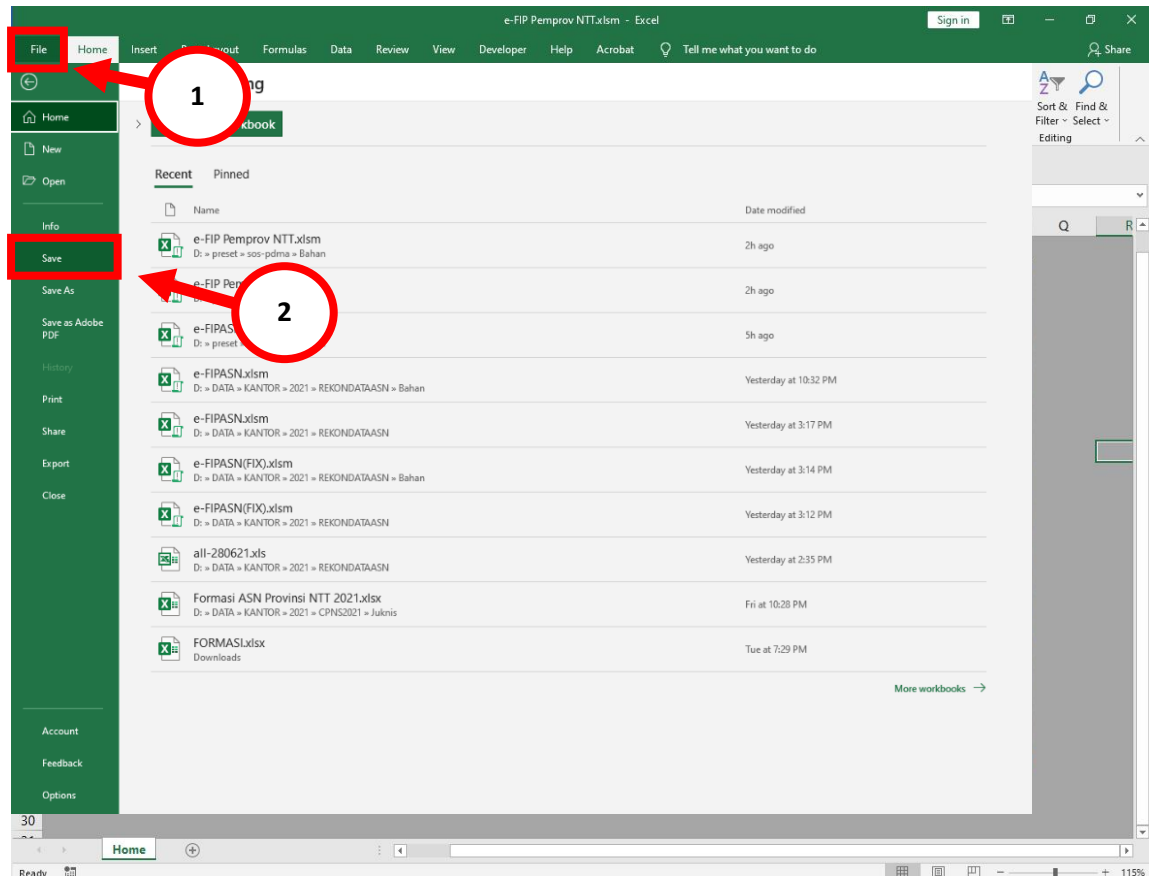 e-FIP Pemprov NTT.xlsm - Excel
Sign in
File Home Insert Layout Formulas Data Review View Developer Help Acrobat Tell me what you want to do Share
1
Home
New
Open
Info
Save
Save As
Save as Adobe
PDF
History
Print
Share
Export
Close
Account
Feedback
Options
Recent Pinned
Name Date modified
e-FIP Pemprov NTT.xlsm
D: » preset » sos-pdma » Bahan
2h ago
e-FIP
2h ago
2
D: » preset
5h ago
e-FIPASN.xlsm
D: » DATA » KANTOR » 2021 » REKONDATAASN » Bahan
Yesterday at 10:32 PM
e-FIPASN.xlsm
D: » DATA » KANTOR » 2021 » REKONDATAASN
Yesterday at 3:17 PM
e-FIPASN(FIX).xlsm
D: » DATA » KANTOR » 2021 » REKONDATAASN » Bahan
Yesterday at 3:14 PM
e-FIPASN(FIX).xlsm
D: » DATA » KANTOR » 2021 » REKONDATAASN
Yesterday at 3:12 PM
all-280621.xls
D: » DATA » KANTOR » 2021 » REKONDATAASN
Yesterday at 2:35 PM
Formasi ASN Provinsi NTT 2021.xlsx
D: » DATA » KANTOR » 2021 » CPNS2021 » Juknis
Fri at 10:28 PM
FORMASI.xlsx
Downloads
Tue at 7:29 PM
More workbooks
Sort & Find &
Filter Select
Editing
Q R
30
Home
Ready
115%